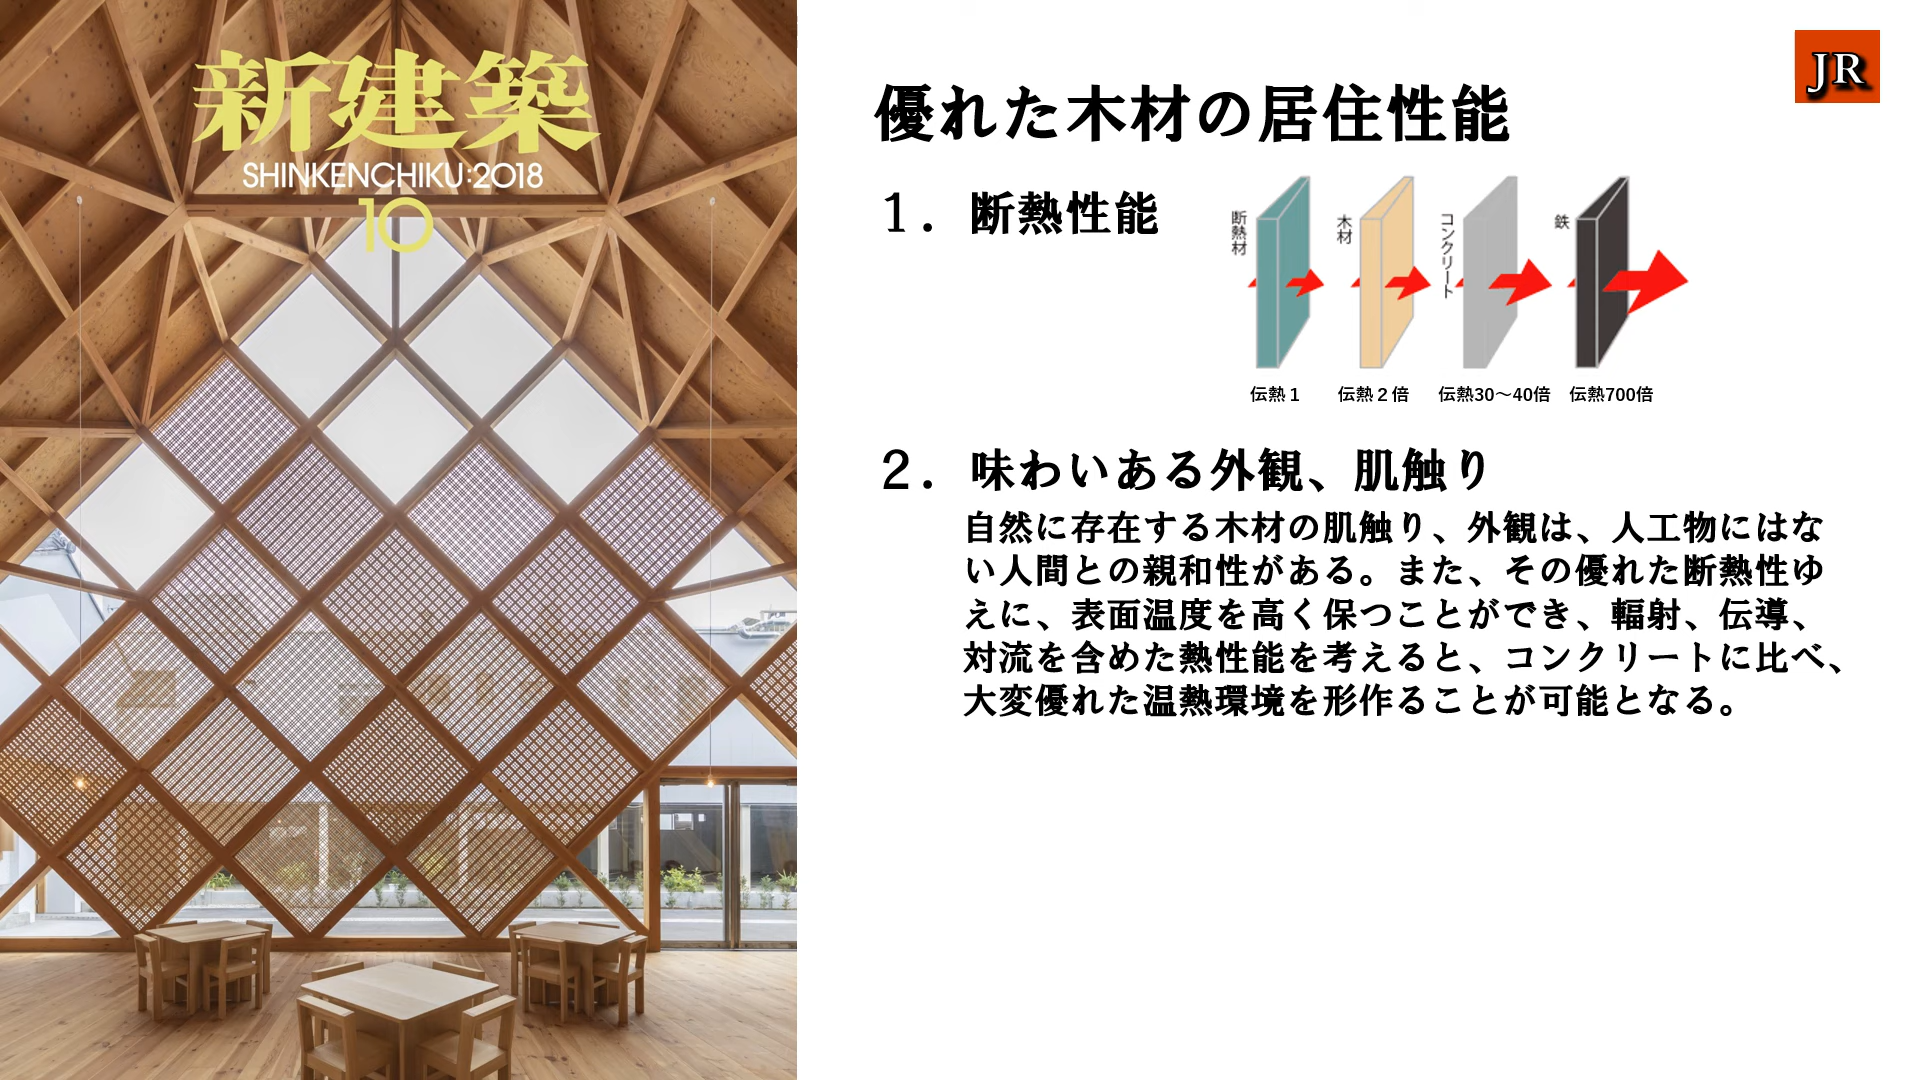 新建築
SHINKENCHIKU:2018
10
JR
優れた木材の居住性能
1. 断熱性能
断熱材
木材
コンクリート
鉄
伝熱1
伝熱2倍
伝熱30〜40倍
伝熱700倍
2. 味わいある外観、肌触り
自然に存在する木材の肌触り、外観は、人工物にはな
い人間との親和性がある。また、その優れた断熱性ゆ
えに、表面温度を高く保つことができ、輻射、伝導、
対流を含めた熱性能を考えると、コンクリートに比べ、
大変優れた温熱環境を形作ることが可能となる。